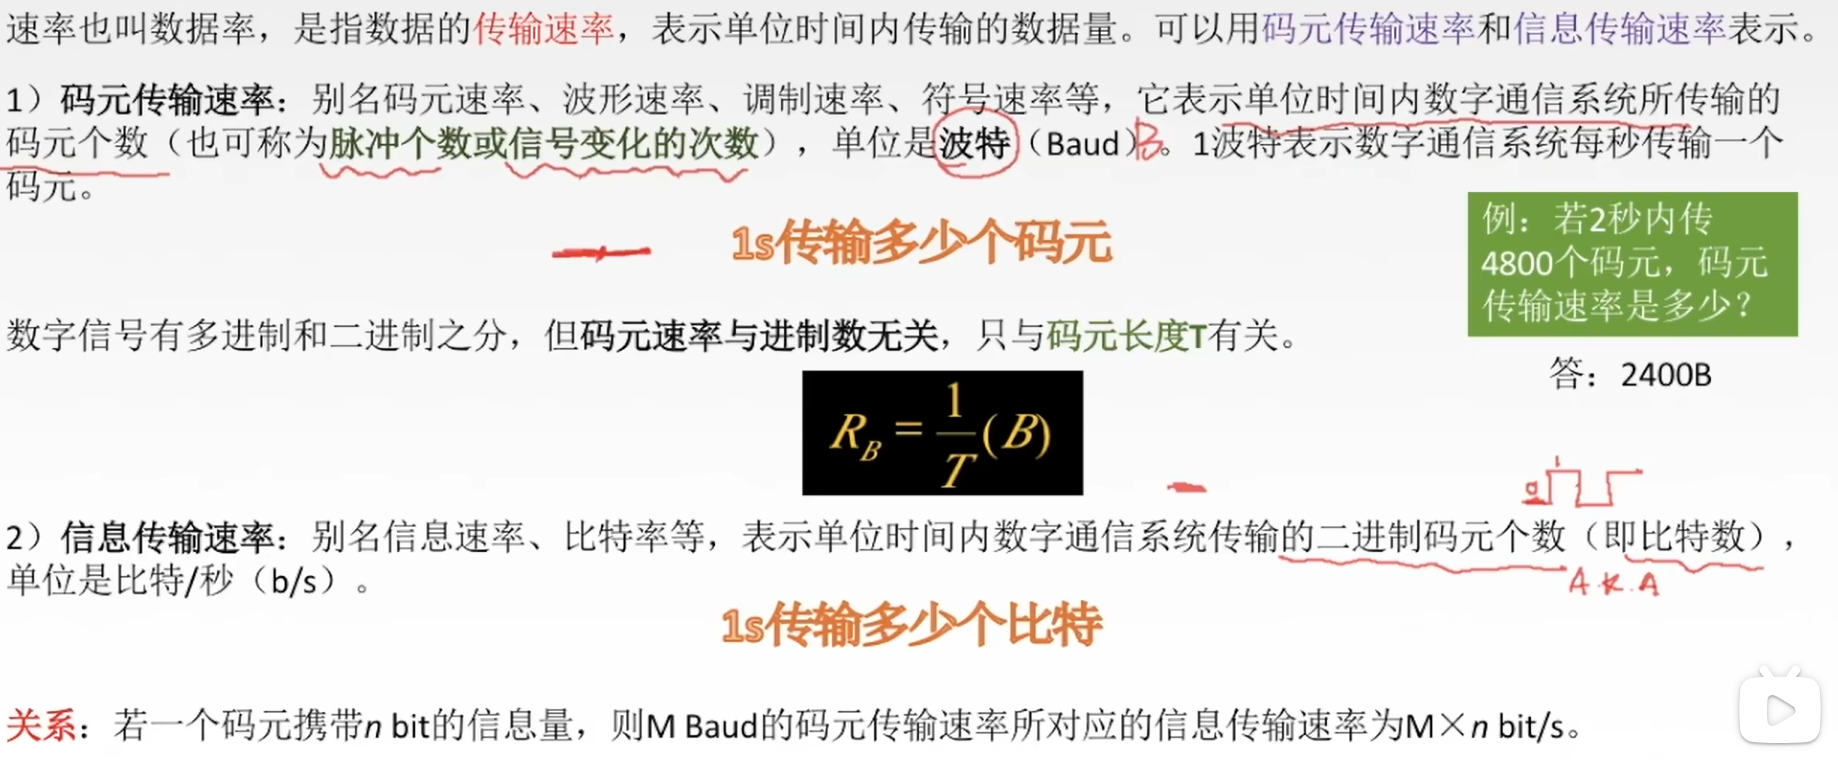 速率也叫数据率，是指数据的传输速率，表示单位时间内传输的数据量。可以用码元传输速率和信息传输速率表示。
1）码元传输速率：别名码元速率、波形速率、调制速率、符号速率等，它表示单位时间内数字通信系统所传输的
码元个数（也可称为脉冲个数或信号变化的次数），单位是波特（Baud）B。1波特表示数字通信系统每秒传输一个
码元。
1s传输多少个码元
例：若2秒内传
4800个码元，码元
传输速率是多少？
答：2400B
数字信号有多进制和二进制之分，但码元速率与进制数无关，只与码元长度T有关。
R_B = 1/T (B)
0 1
2）信息传输速率：别名信息速率、比特率等，表示单位时间内数字通信系统传输的二进制码元个数（即比特数），
单位是比特/秒（b/s）。
A.K.A
1s传输多少个比特
关系：若一个码元携带n bit的信息量，则M Baud的码元传输速率所对应的信息传输速率为M×n bit/s。